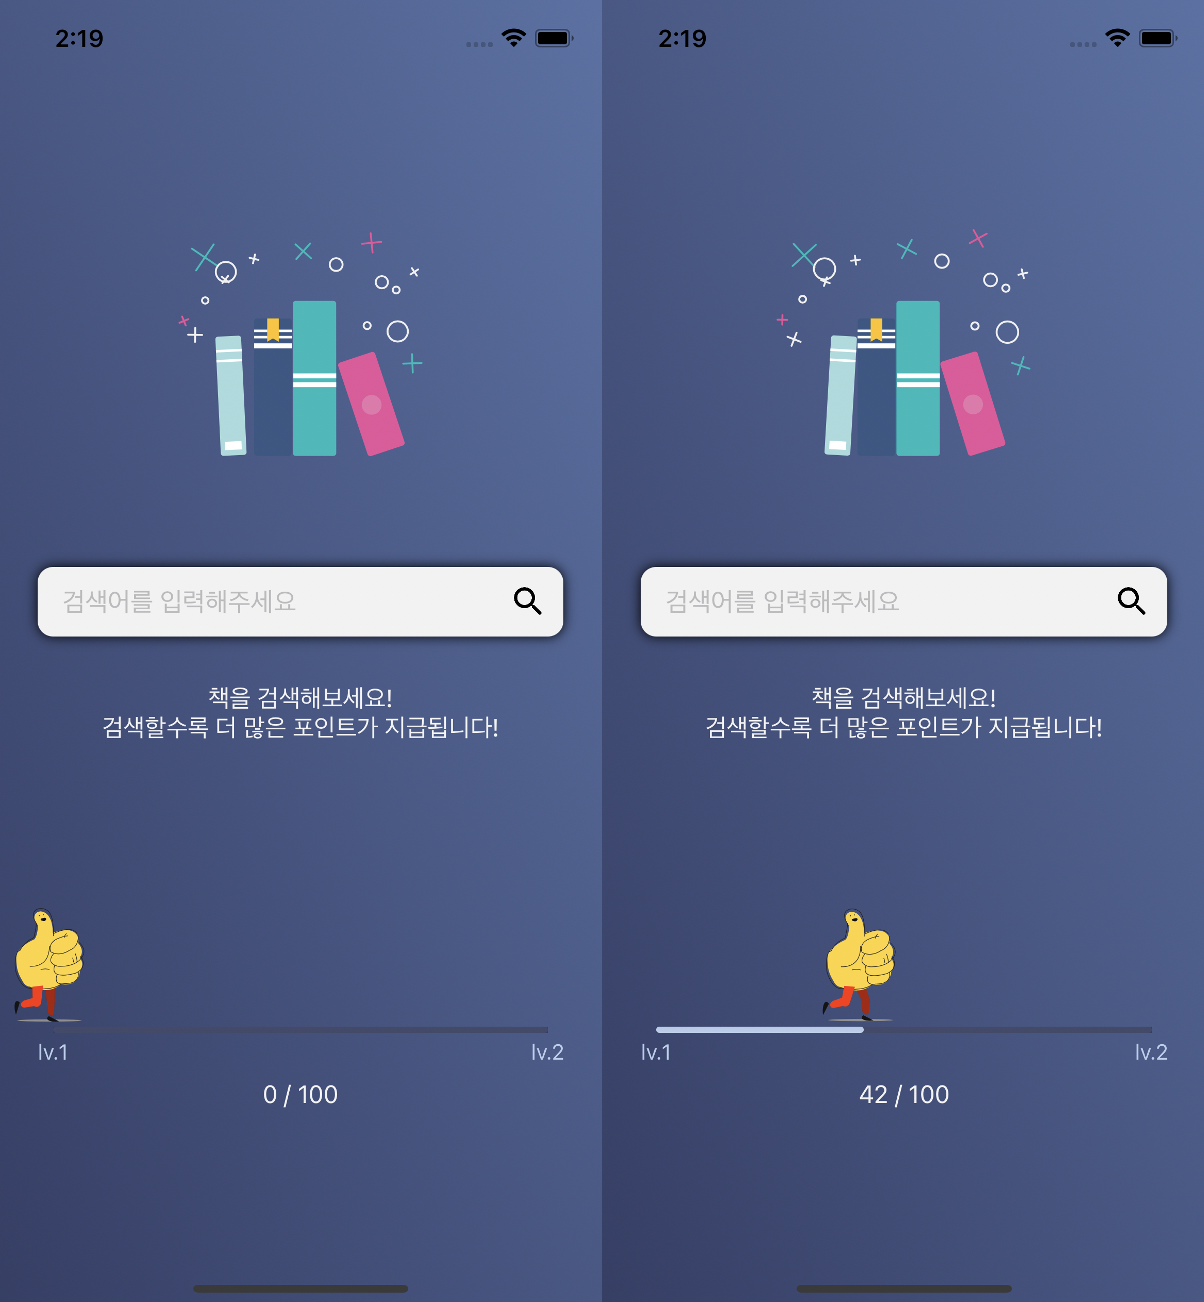 2:19
검색어를 입력해주세요
책을 검색해보세요!
검색할수록 더 많은 포인트가 지급됩니다!
lv.1 lv.2
0 / 100
2:19
검색어를 입력해주세요
책을 검색해보세요!
검색할수록 더 많은 포인트가 지급됩니다!
lv.1 lv.2
42 / 100